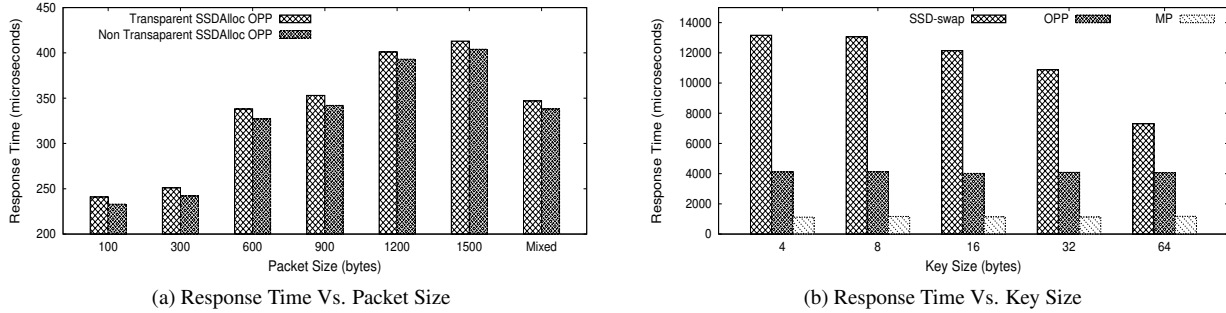 450
400
350
300
250
200
Response Time (microseconds)
Transparent SSDAlloc OPP
Non Transaparent SSDAlloc OPP
100 300 600 900 1200 1500 Mixed
Packet Size (bytes)
(a) Response Time Vs. Packet Size
14000
12000
10000
8000
6000
4000
2000
0
Response Time (microseconds)
SSD-swap OPP MP
4 8 16 32 64
Key Size (bytes)
(b) Response Time Vs. Key Size